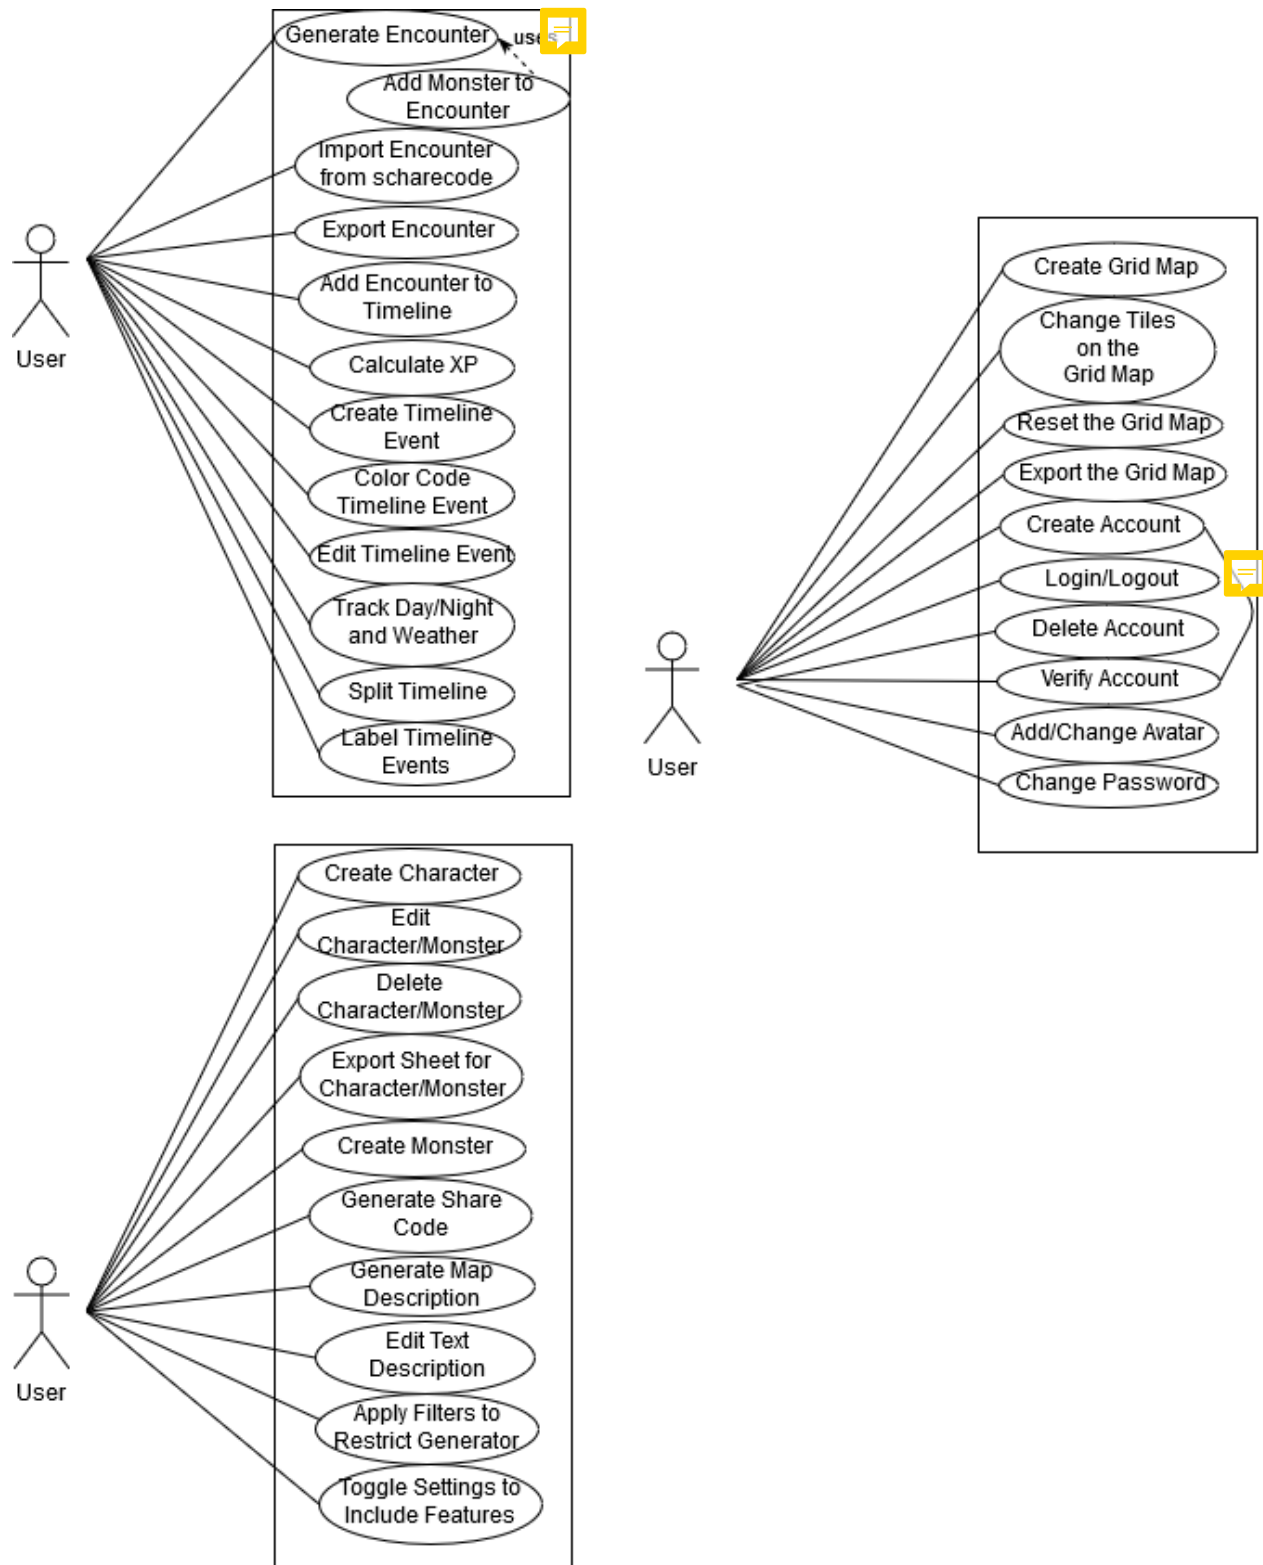 Generate Encounter
uses
Add Monster to
Encounter
Import Encounter
from scharecode
Export Encounter
Add Encounter to
Timeline
Calculate XP
Create Timeline
Event
Color Code
Timeline Event
Edit Timeline Event
Track Day/Night
and Weather
Split Timeline
Label Timeline
Events
User
Create Grid Map
Change Tiles
on the
Grid Map
Reset the Grid Map
Export the Grid Map
Create Account
Login/Logout
Delete Account
Verify Account
Add/Change Avatar
Change Password
User
Create Character
Edit
Character/Monster
Delete
Character/Monster
Export Sheet for
Character/Monster
Create Monster
Generate Share
Code
Generate Map
Description
Edit Text
Description
Apply Filters to
Restrict Generator
Toggle Settings to
Include Features
User